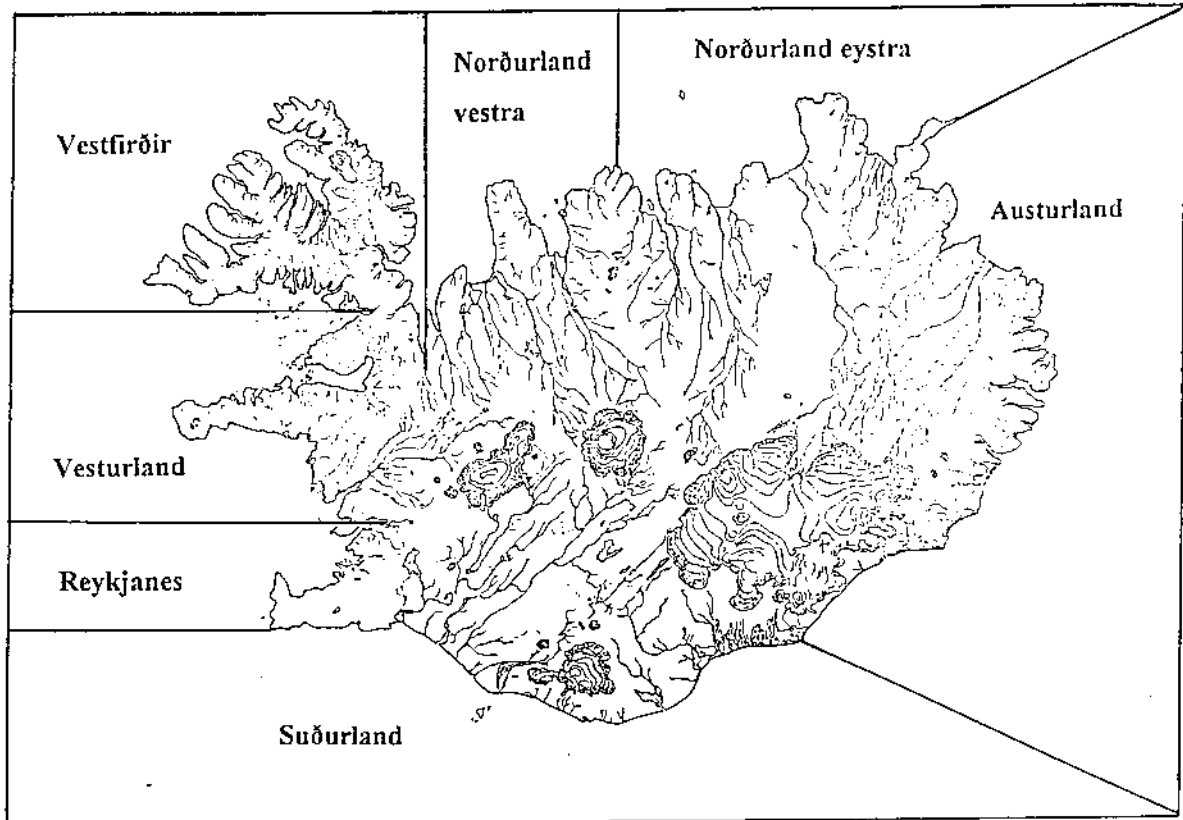 Vestfirðir
Norðurland
vestra
Norðurland eystra
Austurland
Vesturland
Reykjanes
Suðurland